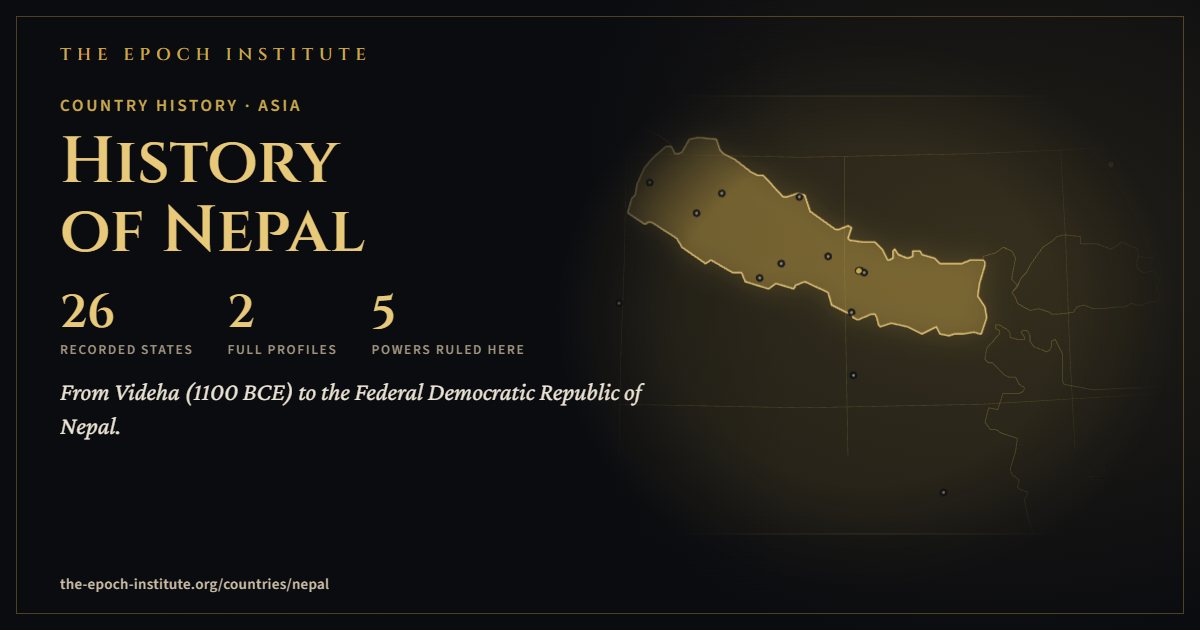 THE EPOCH INSTITUTE
COUNTRY HISTORY · ASIA
HISTORY
OF NEPAL
26 2 5
RECORDED STATES FULL PROFILES POWERS RULED HERE
From Videha (1100 BCE) to the Federal Democratic Republic of
Nepal.
the-epoch-institute.org/countries/nepal